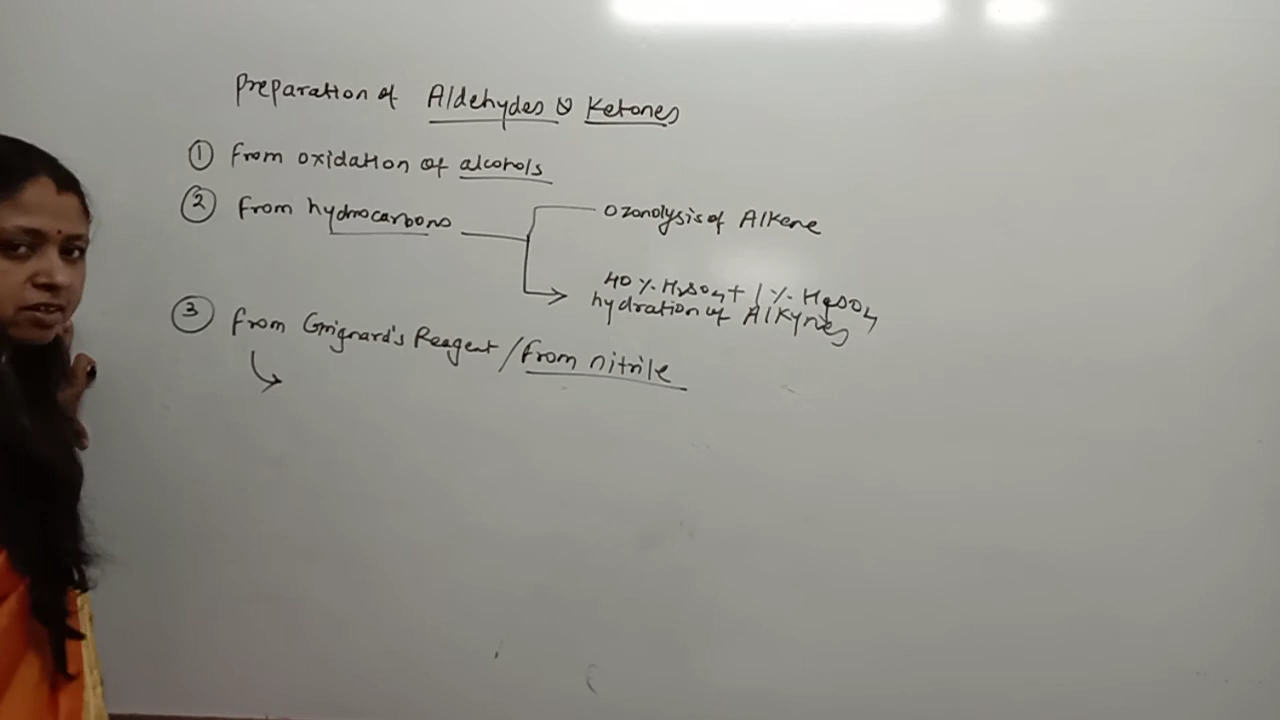 Preparation of Aldehydes & Ketones
① From oxidation of alcohols
② From hydrocarbons
Ozonolysis of Alkene
40 % H2SO4 + 1 % HgSO4
hydration of Alkynes
③ From Grignard's Reagent / From nitrile